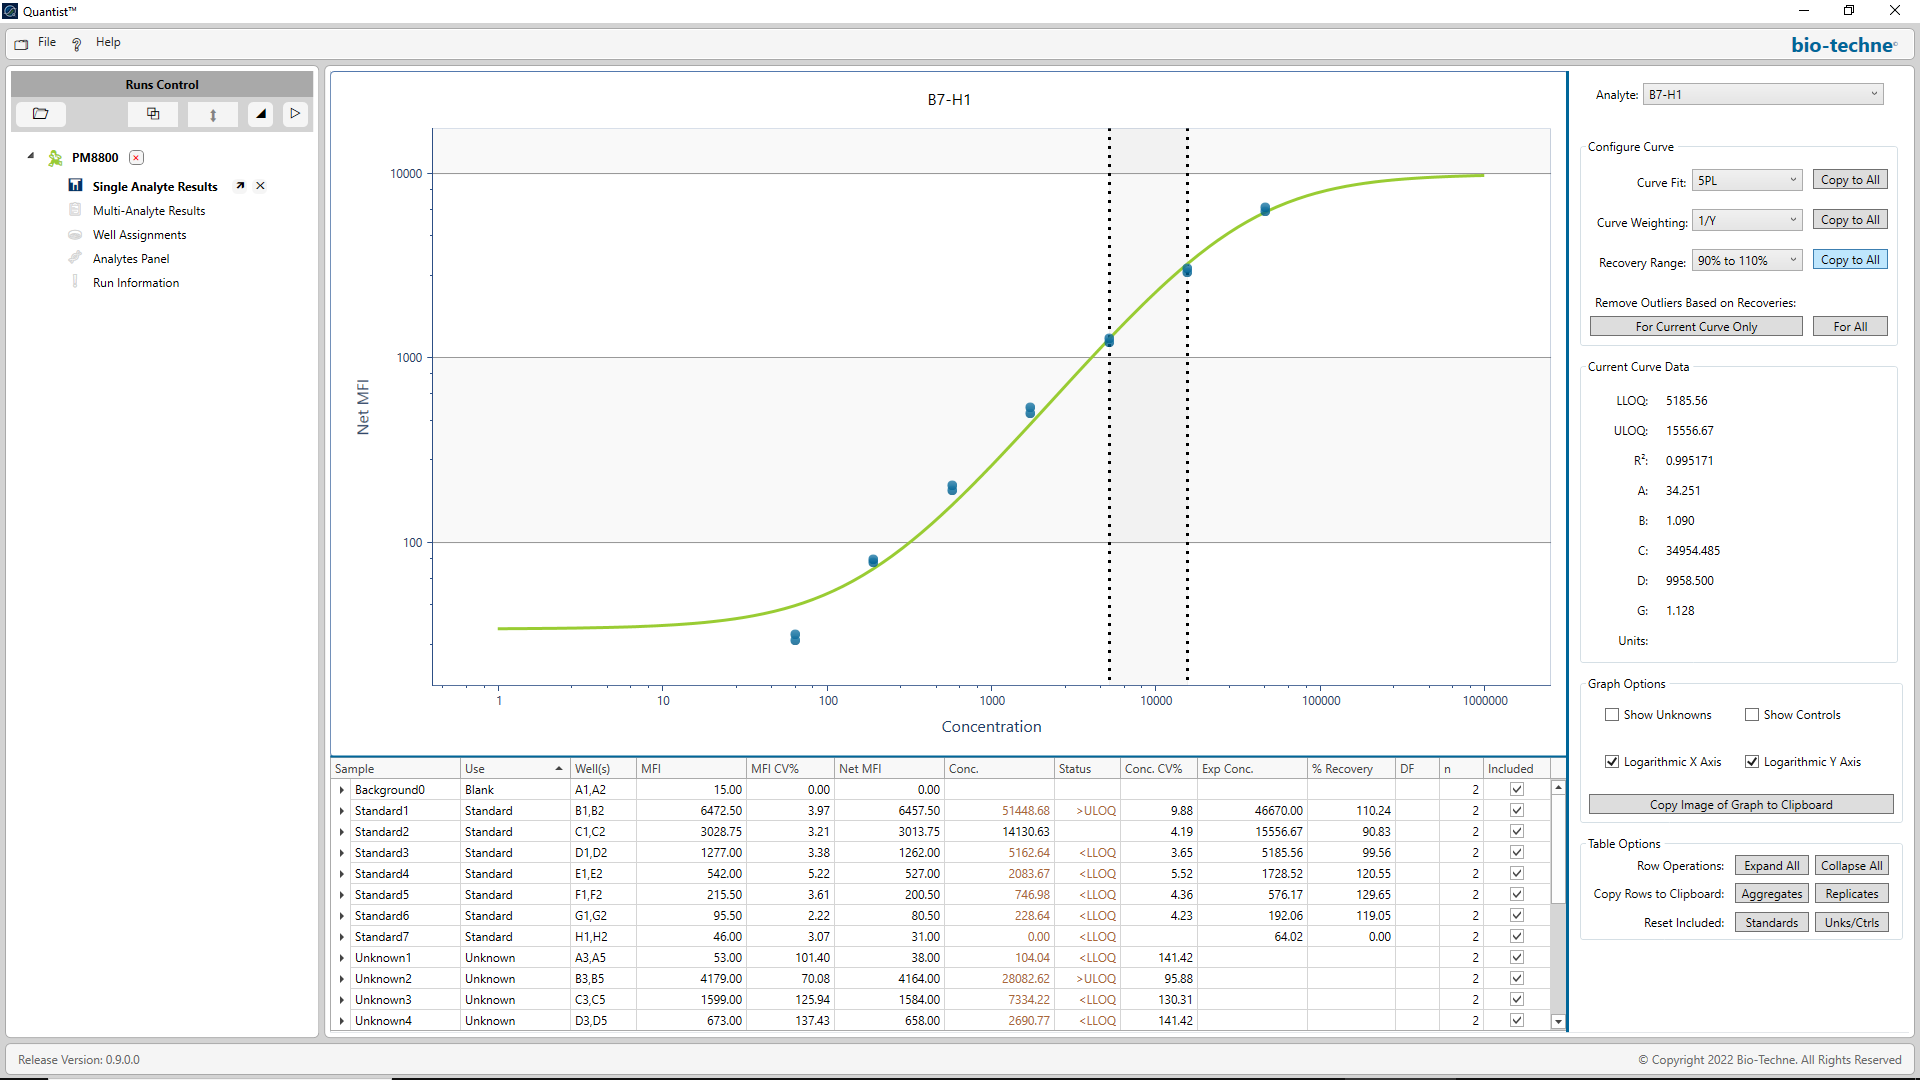 Quantist™
File Help
bio-techne
Runs Control
PM8800
Single Analyte Results
Multi-Analyte Results
Well Assignments
Analytes Panel
Run Information
B7-H1
10000
1000
100
Net MFI
1 10 100 1000 10000 100000 1000000
Concentration
Sample Use Well(s) MFI MFI CV% Net MFI Conc. Status Conc. CV% Exp Conc. % Recovery DF n Included
Background0 Blank A1,A2 15.00 0.00 0.00 2
Standard1 Standard B1,B2 6472.50 3.97 6457.50 51448.68 >ULOQ 9.88 46670.00 110.24 2
Standard2 Standard C1,C2 3028.75 3.21 3013.75 14130.63 4.19 15556.67 90.83 2
Standard3 Standard D1,D2 1277.00 3.38 1262.00 5162.64 <LLOQ 3.65 5185.56 99.56 2
Standard4 Standard E1,E2 542.00 5.22 527.00 2083.67 <LLOQ 5.52 1728.52 120.55 2
Standard5 Standard F1,F2 215.50 3.61 200.50 746.98 <LLOQ 4.36 576.17 129.65 2
Standard6 Standard G1,G2 95.50 2.22 80.50 228.64 <LLOQ 4.23 192.06 119.05 2
Standard7 Standard H1,H2 46.00 3.07 31.00 0.00 <LLOQ 64.02 0.00 2
Unknown1 Unknown A3,A5 53.00 101.40 38.00 104.04 <LLOQ 141.42 2
Unknown2 Unknown B3,B5 4179.00 70.08 4164.00 28082.62 >ULOQ 95.88 2
Unknown3 Unknown C3,C5 1599.00 125.94 1584.00 7334.22 <LLOQ 130.31 2
Unknown4 Unknown D3,D5 673.00 137.43 658.00 2690.77 <LLOQ 141.42 2
Analyte: B7-H1
Configure Curve
Curve Fit: 5PL Copy to All
Curve Weighting: 1/Y Copy to All
Recovery Range: 90% to 110% Copy to All
Remove Outliers Based on Recoveries:
For Current Curve Only For All
Current Curve Data
LLOQ: 5185.56
ULOQ: 15556.67
R²: 0.995171
A: 34.251
B: 1.090
C: 34954.485
D: 9958.500
G: 1.128
Units:
Graph Options
Show Unknowns Show Controls
Logarithmic X Axis Logarithmic Y Axis
Copy Image of Graph to Clipboard
Table Options
Row Operations: Expand All Collapse All
Copy Rows to Clipboard: Aggregates Replicates
Reset Included: Standards Unks/Ctrls
Release Version: 0.9.0.0
© Copyright 2022 Bio-Techne. All Rights Reserved